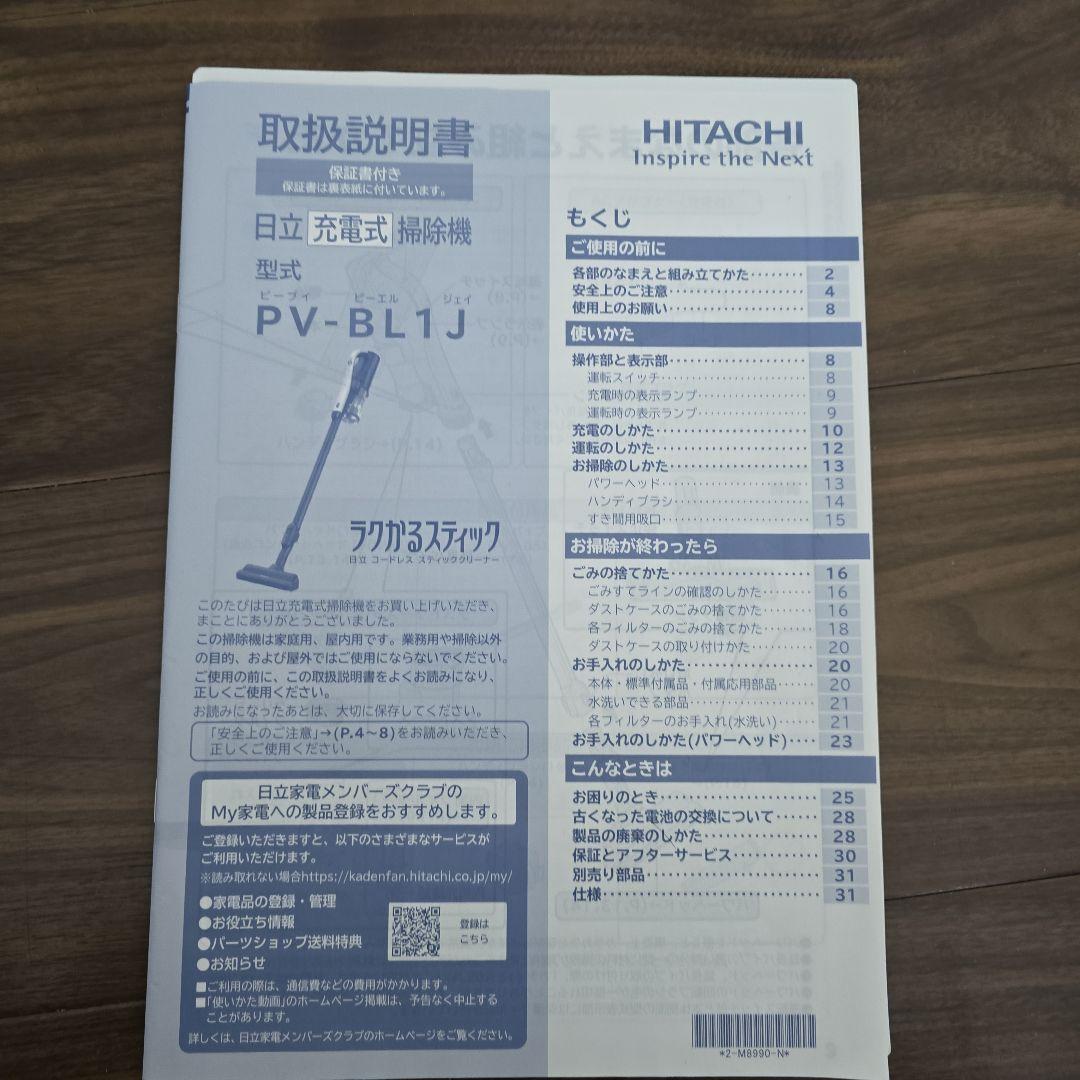 取扱説明書
保証書付き
保証書は裏表紙に付いています。
日立 充電式 掃除機
型式
ピーブイ ピーエル ジェイ
PV-BL1J
ラクかるスティック
日立 コードレス スティッククリーナー
このたびは日立充電式掃除機をお買い上げいただき、
まことにありがとうございました。
この掃除機は家庭用、屋内用です。業務用や掃除以外
の目的、および屋外ではご使用にならないでください。
ご使用の前に、この取扱説明書をよくお読みになり、
正しくご使用ください。
お読みになったあとは、大切に保存してください。
「安全上のご注意」→(P.4～8)をお読みいただき、
正しくご使用ください。
日立家電メンバーズクラブの
My家電への製品登録をおすすめします。
ご登録いただきますと、以下のさまざまなサービスが
ご利用いただけます。
※読み取れない場合https://kadenfan.hitachi.co.jp/my/
●家電品の登録・管理
●お役立ち情報
●パーツショップ送料特典
●お知らせ
登録は
こちら
■ご利用の際は、通信費などの費用がかかります。
■「使いかた動画」のホームページ掲載は、予告なく中止する
ことがあります。
詳しくは、日立家電メンバーズクラブのホームページをご覧ください。
HITACHI
Inspire the Next
もくじ
ご使用の前に
各部のなまえと組み立てかた········ 2
安全上のご注意················· 4
使用上のお願い················· 8
使いかた
操作部と表示部················· 8
運転スイッチ·················· 8
充電時の表示ランプ·············· 9
運転時の表示ランプ·············· 9
充電のしかた·················· 10
運転のしかた·················· 12
お掃除のしかた················· 13
パワーヘッド·················· 13
ハンディブラシ················· 14
すき間用吸口·················· 15
お掃除が終わったら
ごみの捨てかた················· 16
ごみすてラインの確認のしかた······· 16
ダストケースのごみの捨てかた······· 16
各フィルターのごみの捨てかた······· 18
ダストケースの取り付けかた········· 20
お手入れのしかた················ 20
本体・標準付属品・付属応用部品······ 20
水洗いできる部品················ 21
各フィルターのお手入れ(水洗い)····· 21
お手入れのしかた(パワーヘッド)···· 23
こんなときは
お困りのとき·················· 25
古くなった電池の交換について······· 28
製品の廃棄のしかた·············· 28
保証とアフターサービス············ 30
別売り部品··················· 31
仕様······················· 31
*2-M8990-N*